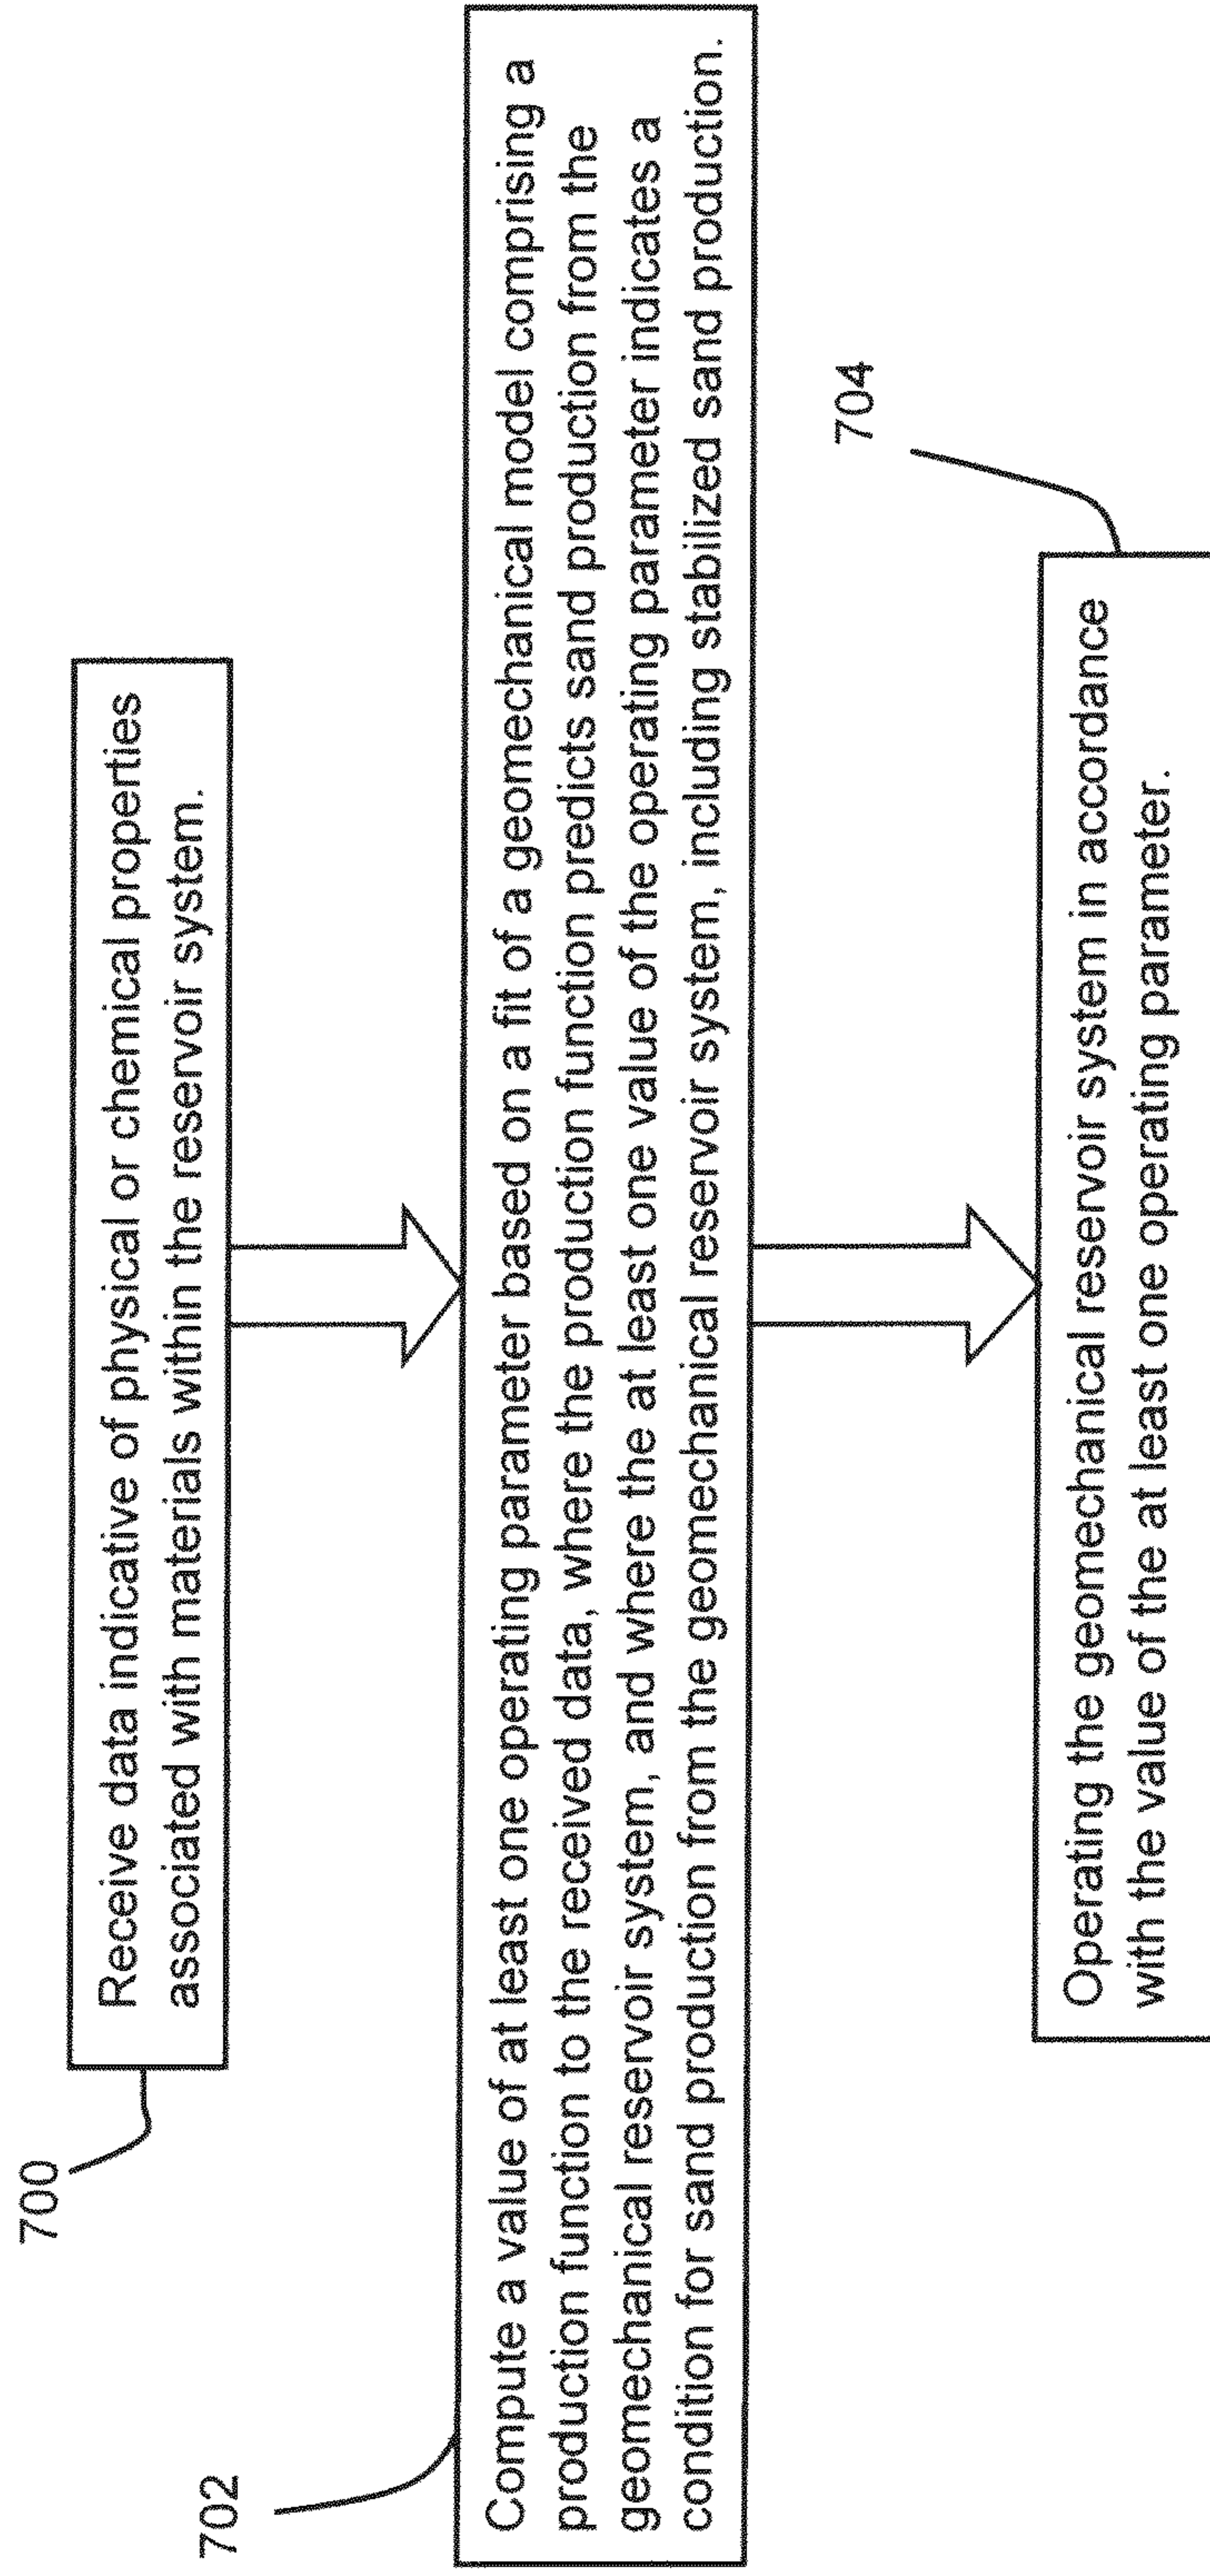 700
Receive data indicative of physical or chemical properties
associated with materials within the reservoir system.
702
Compute a value of at least one operating parameter based on a fit of a geomechanical model comprising a
production function to the received data, where the production function predicts sand production from the
geomechanical reservoir system, and where the at least one value of the operating parameter indicates a
condition for sand production from the geomechanical reservoir system, including stabilized sand production.
704
Operating the geomechanical reservoir system in accordance
with the value of the at least one operating parameter.